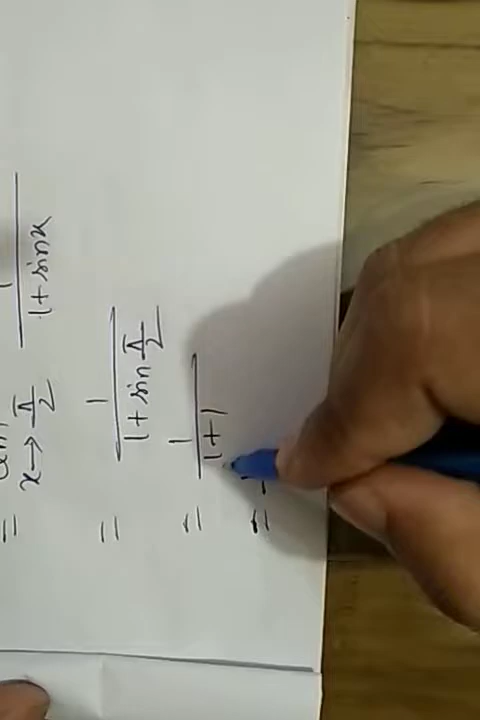 = lim x→π/2 1/(1+sinx)
= 1/(1+sin π/2)
= 1/(1+1)
=